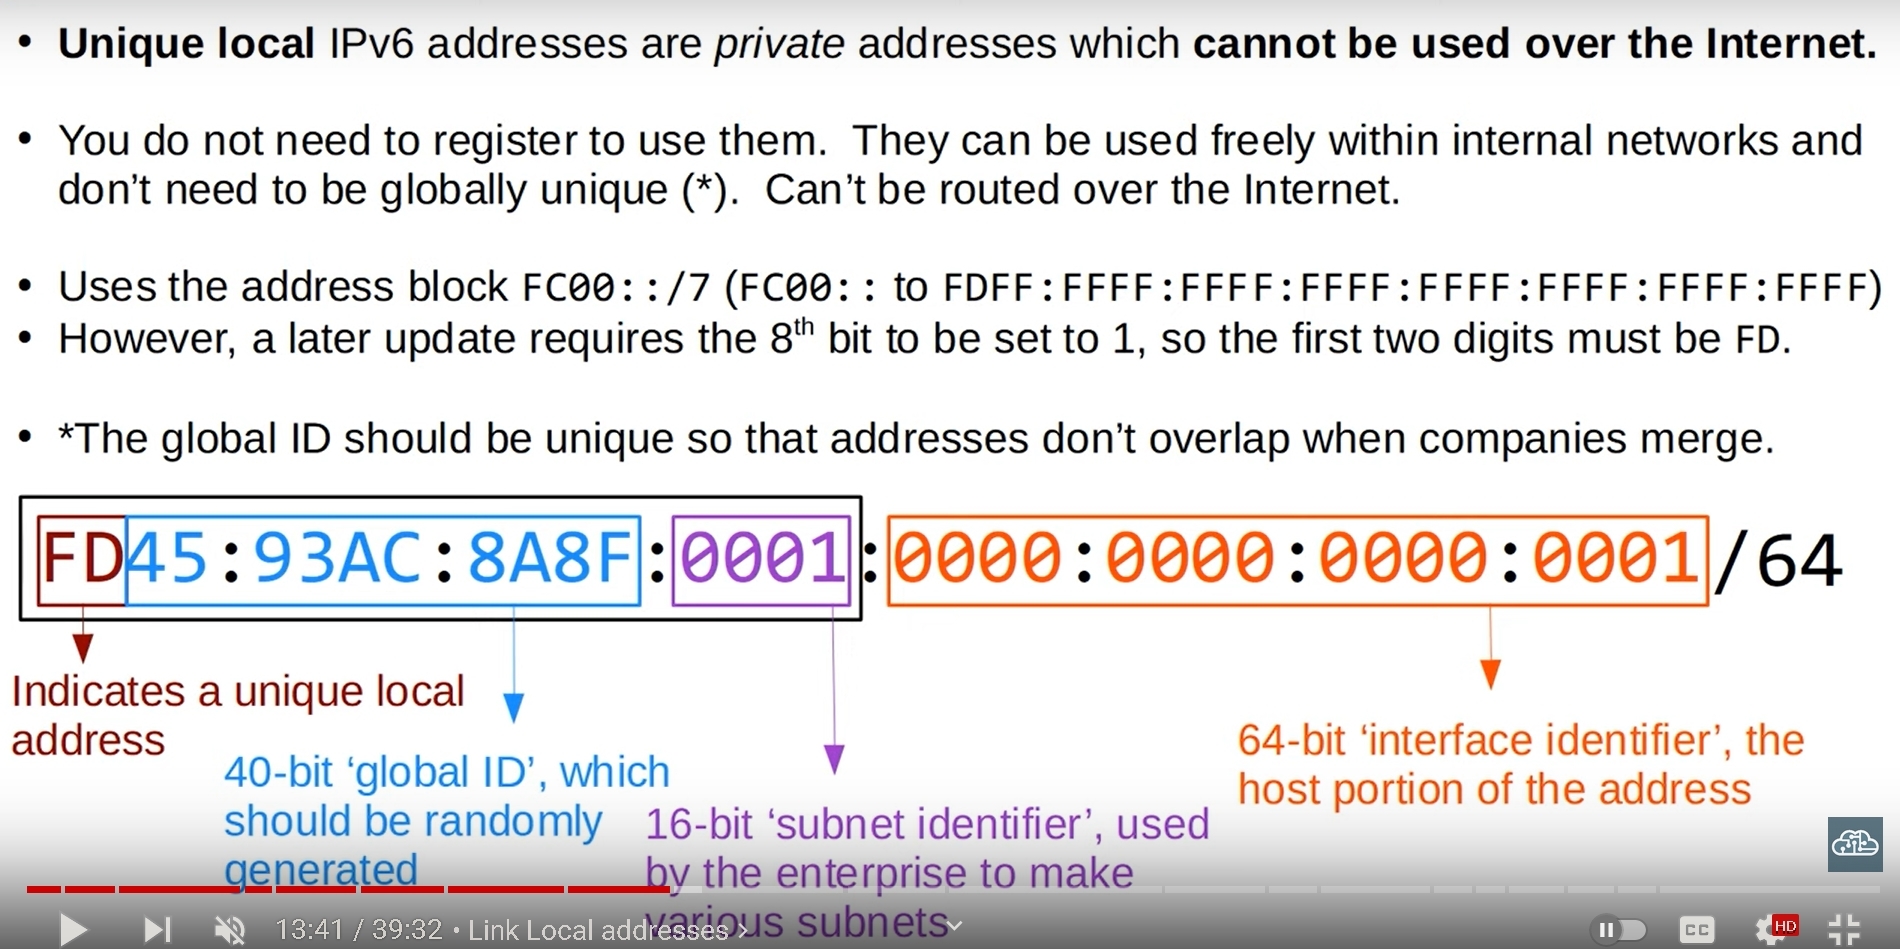 • Unique local IPv6 addresses are private addresses which cannot be used over the Internet.
• You do not need to register to use them. They can be used freely within internal networks and
don’t need to be globally unique (*). Can’t be routed over the Internet.
• Uses the address block FC00::/7 (FC00:: to FDFF:FFFF:FFFF:FFFF:FFFF:FFFF:FFFF:FFFF)
• However, a later update requires the 8th bit to be set to 1, so the first two digits must be FD.
• *The global ID should be unique so that addresses don’t overlap when companies merge.
FD45:93AC:8A8F:0001:0000:0000:0000:0001/64
Indicates a unique local
address
40-bit ‘global ID’, which
should be randomly
generated
16-bit ‘subnet identifier’, used
by the enterprise to make
various subnets
64-bit ‘interface identifier’, the
host portion of the address
13:41 / 39:32 • Link Local addresses >
CC
HD